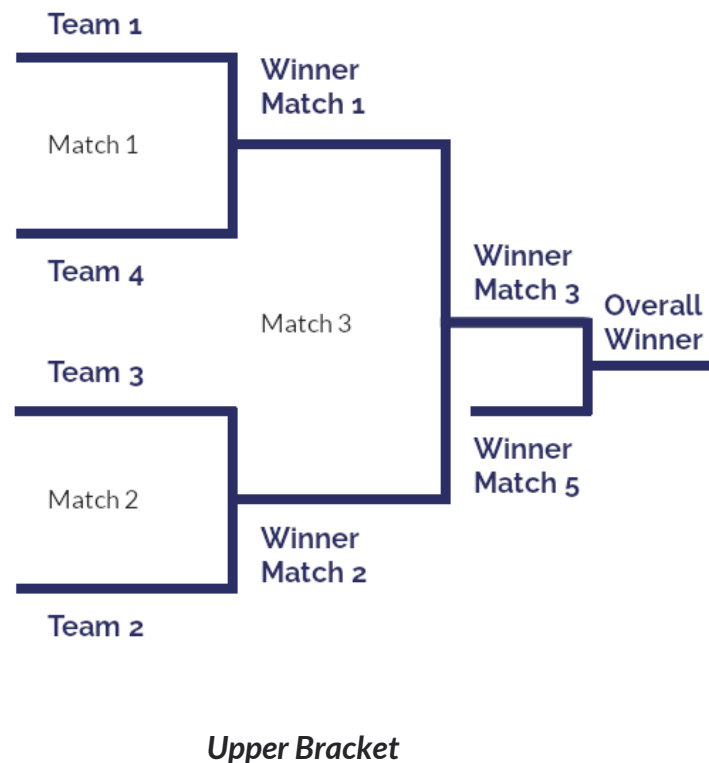 Team 1
Winner
Match 1
Match 1
Team 4
Winner
Match 3
Overall
Winner
Match 3
Team 3
Winner
Match 5
Match 2
Winner
Match 2
Team 2
Upper Bracket